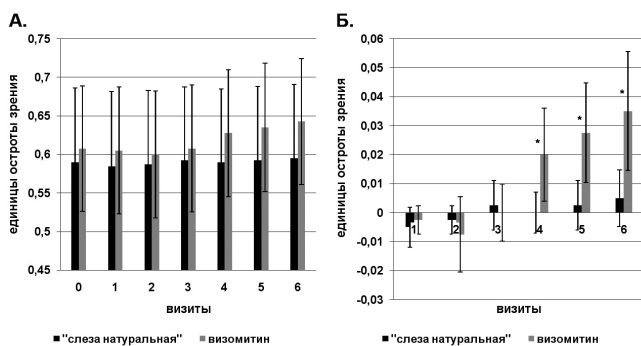 А.
0,75
0,7
0,65
0,6
0,55
0,5
0,45
единицы остроты зрения
0 1 2 3 4 5 6
визиты
"слеза натуральная" визомитин
Б.
0,06
0,05
0,04
0,03
0,02
0,01
0
-0,01
-0,02
-0,03
единицы остроты зрения
* * *
1 2 3 4 5 6
визиты
"слеза натуральная" визомитин